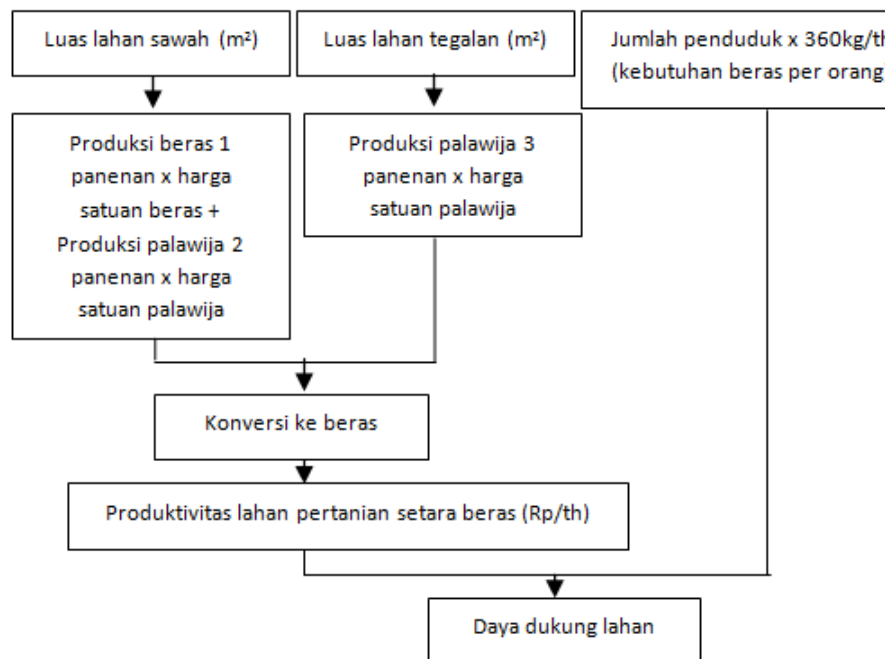 Luas lahan sawah (m²)
Luas lahan tegalan (m²)
Jumlah penduduk x 360kg/th
(kebutuhan beras per orang)
Produksi beras 1
panenan x harga
satuan beras +
Produksi palawija 2
panenan x harga
satuan palawija
Produksi palawija 3
panenan x harga
satuan palawija
Konversi ke beras
Produktivitas lahan pertanian setara beras (Rp/th)
Daya dukung lahan